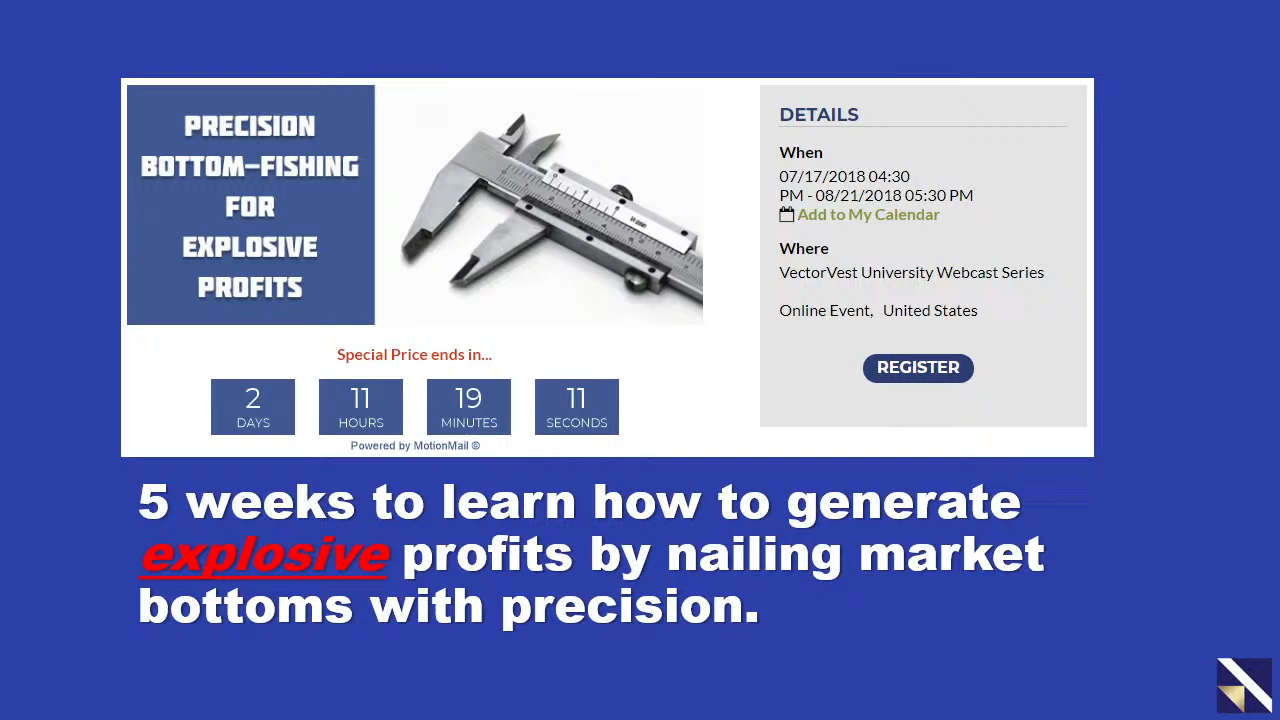 PRECISION
BOTTOM-FISHING
FOR
EXPLOSIVE
PROFITS
Special Price ends in...
2 11 19 11
DAYS HOURS MINUTES SECONDS
Powered by MotionMail ©
DETAILS
When
07/17/2018 04:30
PM - 08/21/2018 05:30 PM
Add to My Calendar
Where
VectorVest University Webcast Series
Online Event, United States
REGISTER
5 weeks to learn how to generate
explosive profits by nailing market
bottoms with precision.